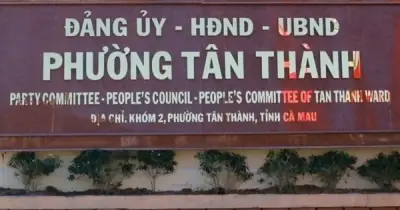 ĐẢNG ỦY - HĐND - UBND
PHƯỜNG TÂN THÀNH
PARTY COMMITTEE - PEOPLE'S COUNCIL - PEOPLE'S COMMITTEE OF TAN THANH WARD
ĐỊA CHỈ. KHÓM 2, PHƯỜNG TÂN THÀNH, TỈNH CÀ MAU